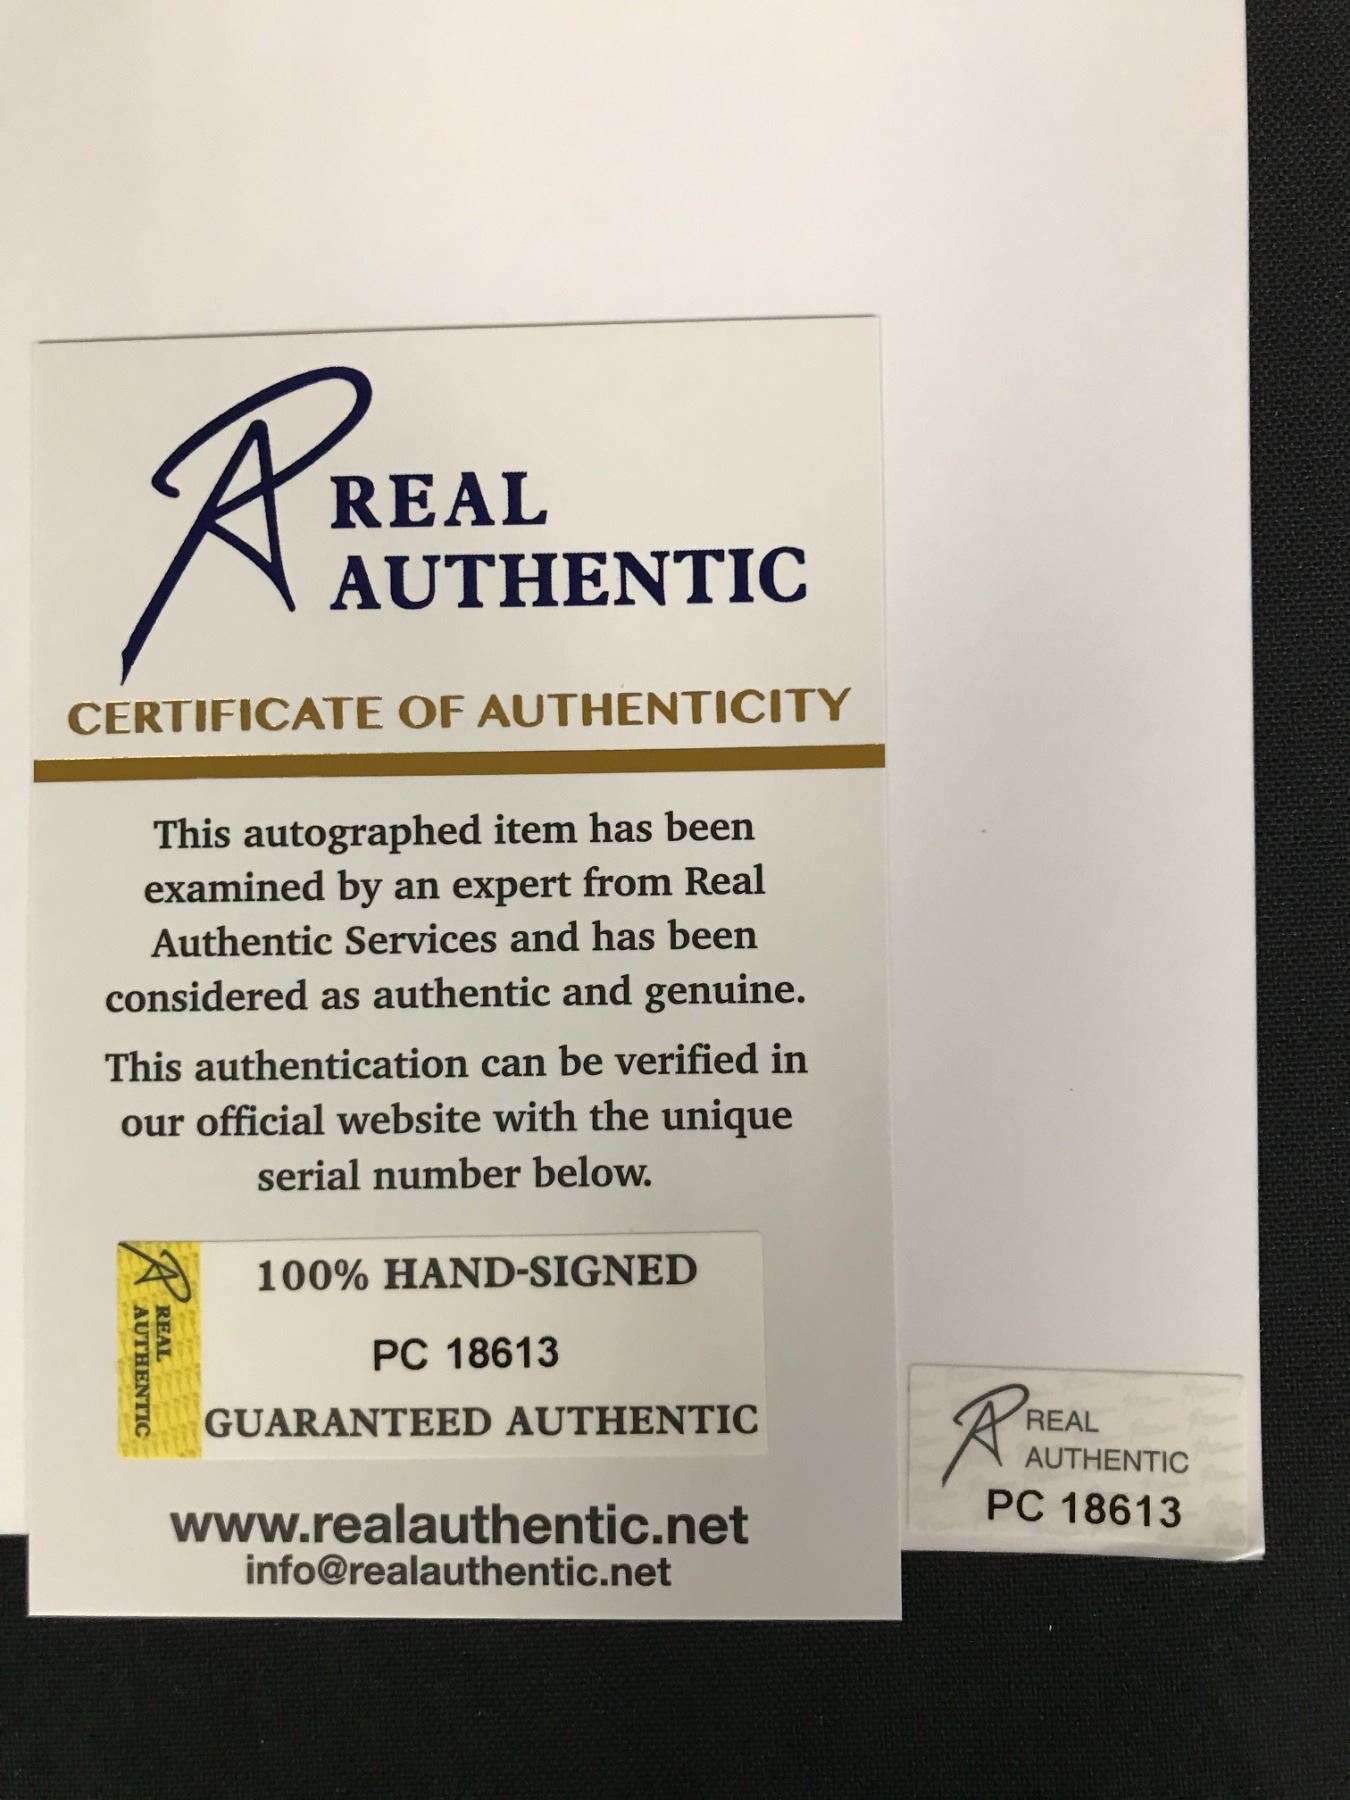 REAL
AUTHENTIC
CERTIFICATE OF AUTHENTICITY
This autographed item has been
examined by an expert from Real
Authentic Services and has been
considered as authentic and genuine.
This authentication can be verified in
our official website with the unique
serial number below.
REAL
AUTHENTIC
100% HAND-SIGNED
PC 18613
GUARANTEED AUTHENTIC
www.realauthentic.net
info@realauthentic.net
REAL
AUTHENTIC
PC 18613